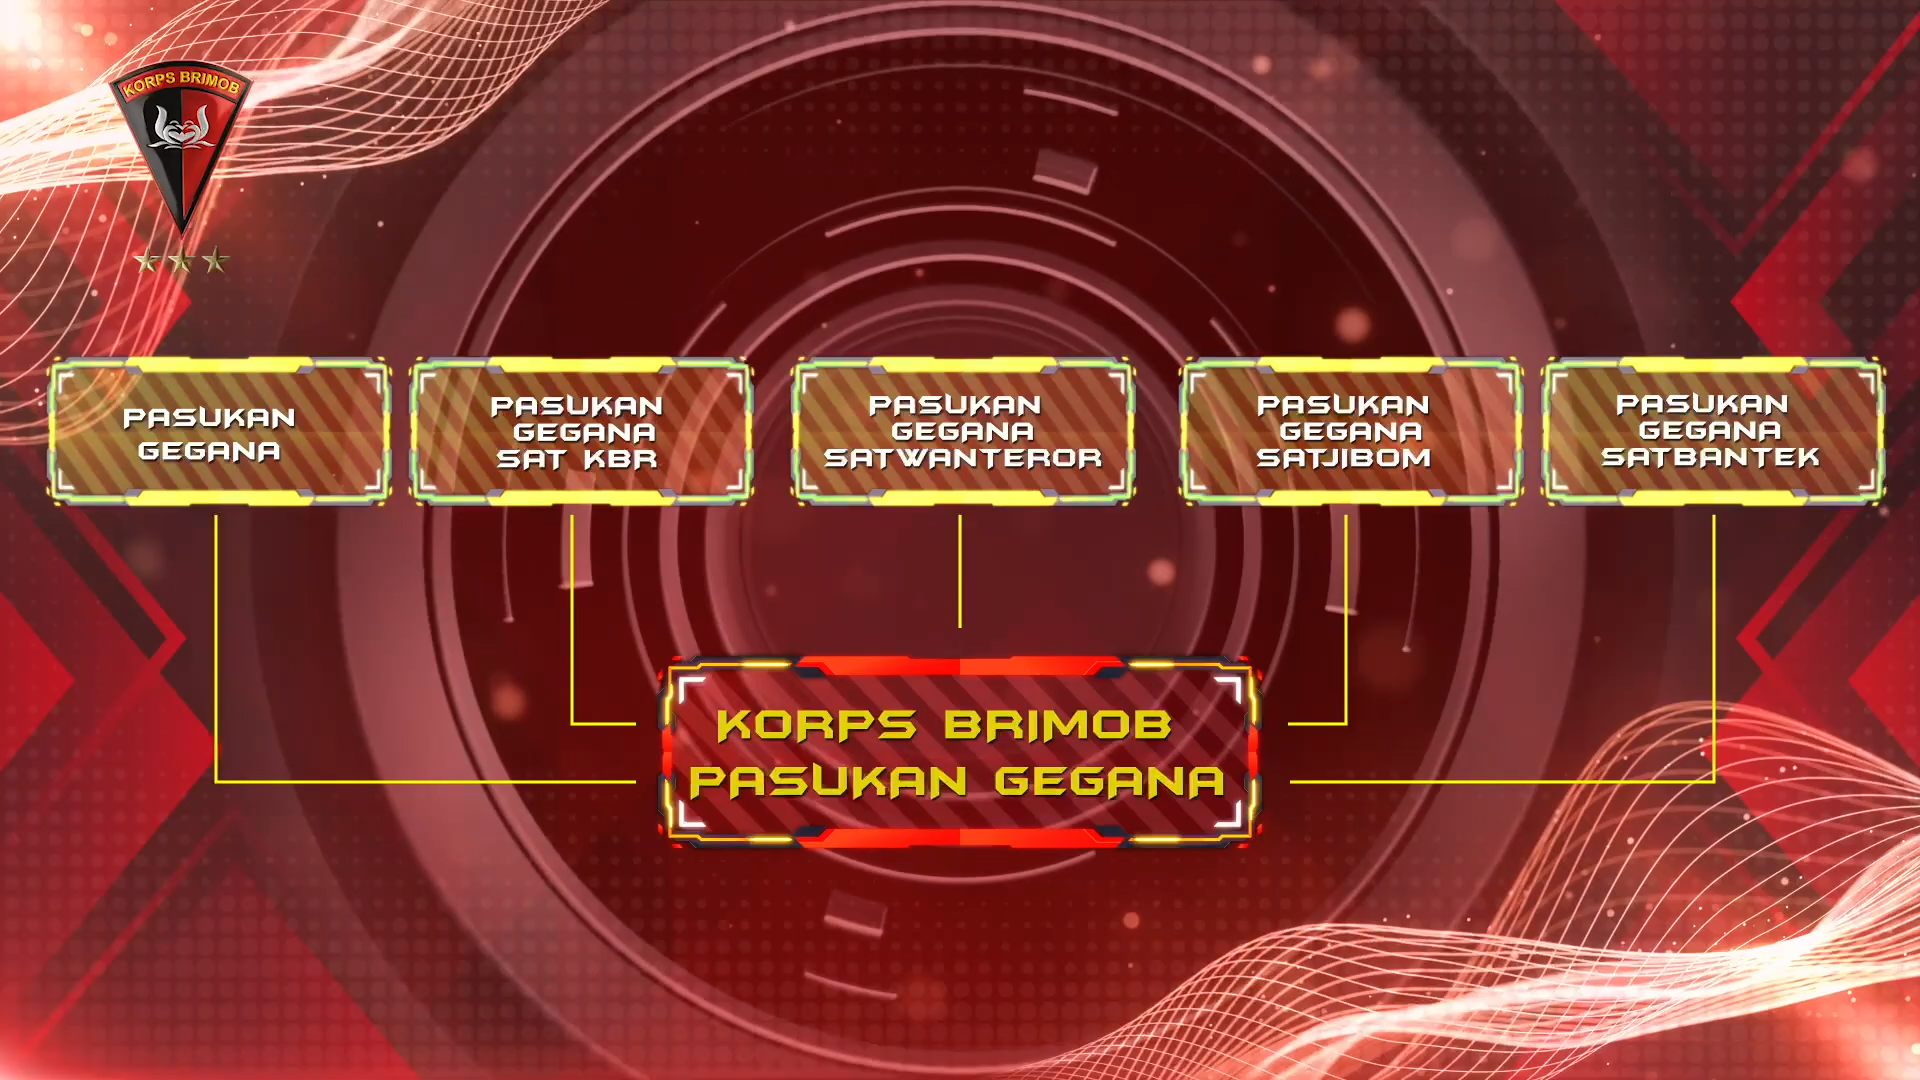 KORPS BRIMOB
PASUKAN
GEGANA
PASUKAN
GEGANA
SAT KBR
PASUKAN
GEGANA
SATWANTEROR
PASUKAN
GEGANA
SATJIBOM
PASUKAN
GEGANA
SATBANTEK
KORPS BRIMOB
PASUKAN GEGANA